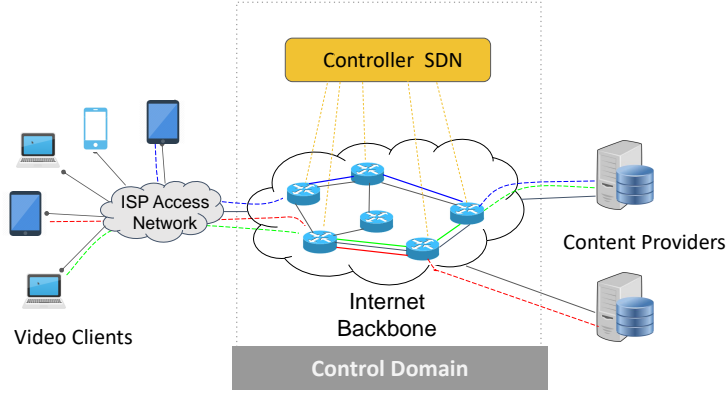 Controller SDN
ISP Access
Network
Content Providers
Internet
Backbone
Video Clients
Control Domain